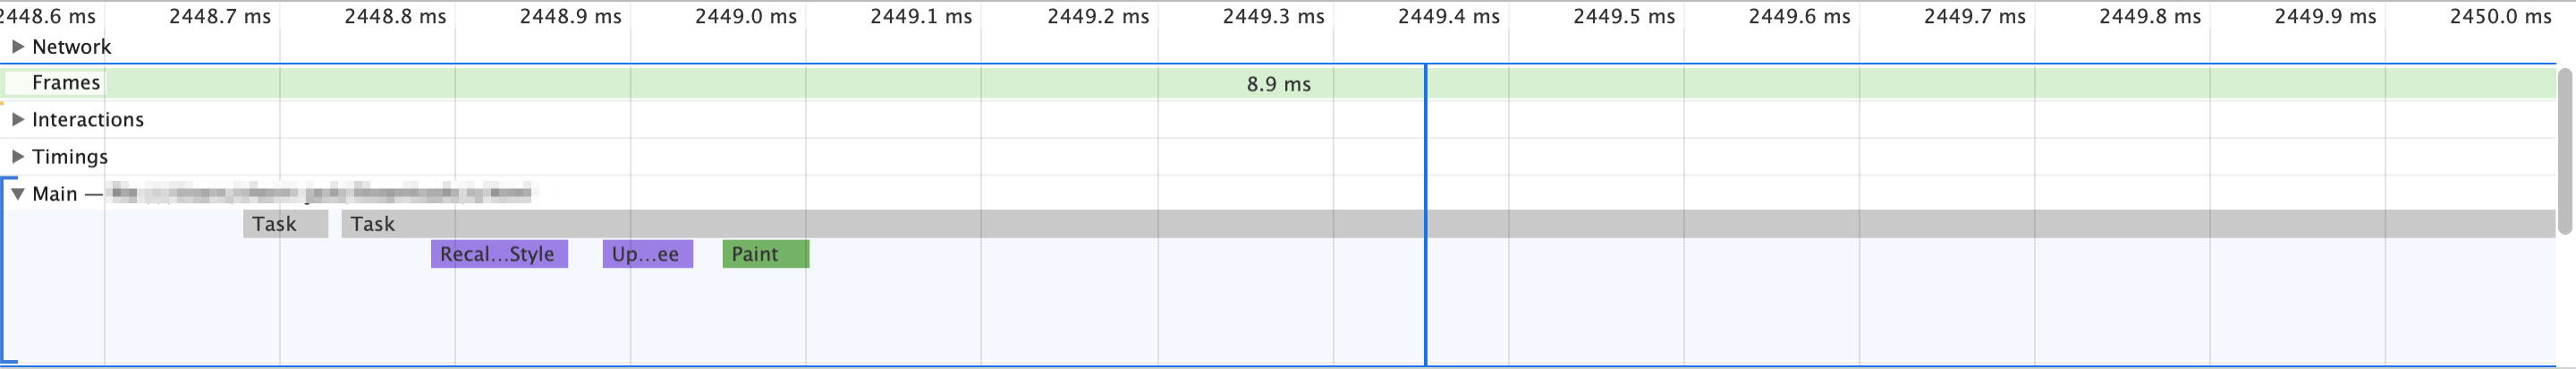 2448.6 ms 2448.7 ms 2448.8 ms 2448.9 ms 2449.0 ms 2449.1 ms 2449.2 ms 2449.3 ms 2449.4 ms 2449.5 ms 2449.6 ms 2449.7 ms 2449.8 ms 2449.9 ms 2450.0 ms
Network
Frames 8.9 ms
Interactions
Timings
Main —
Task Task
Recal...Style Up...ee Paint